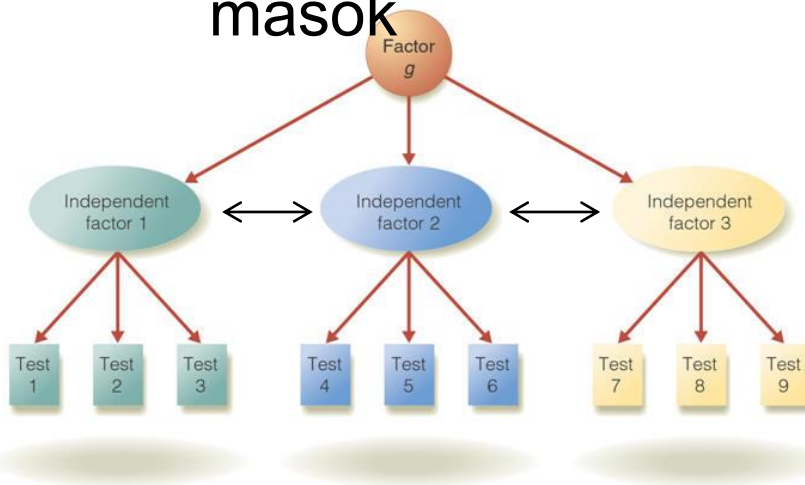 masok
Factor
g
Independent
factor 1
Independent
factor 2
Independent
factor 3
Test
1
Test
2
Test
3
Test
4
Test
5
Test
6
Test
7
Test
8
Test
9